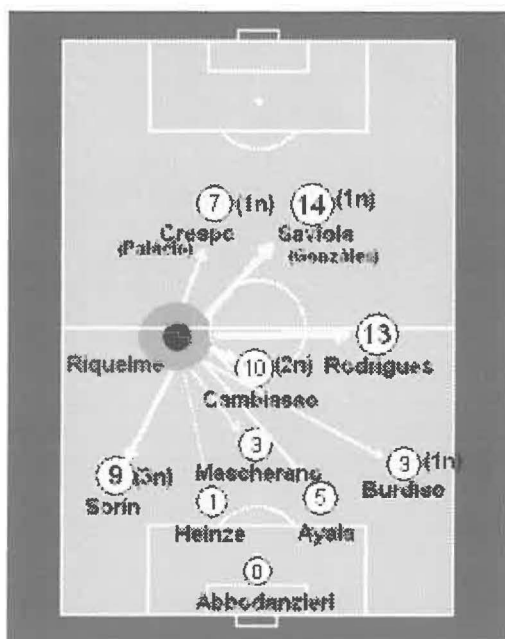 7 (1n) 14 (1n)
Crespo Saviola
(Palacio) (Gonzáles)
13
Riquelme Rodrigues
10 (2n)
Cambiasso
3
Mascherano
9 (3n) 3 (1n)
Sorin Burdiso
1 5
Heinze Ayala
0
Abbodanzieri